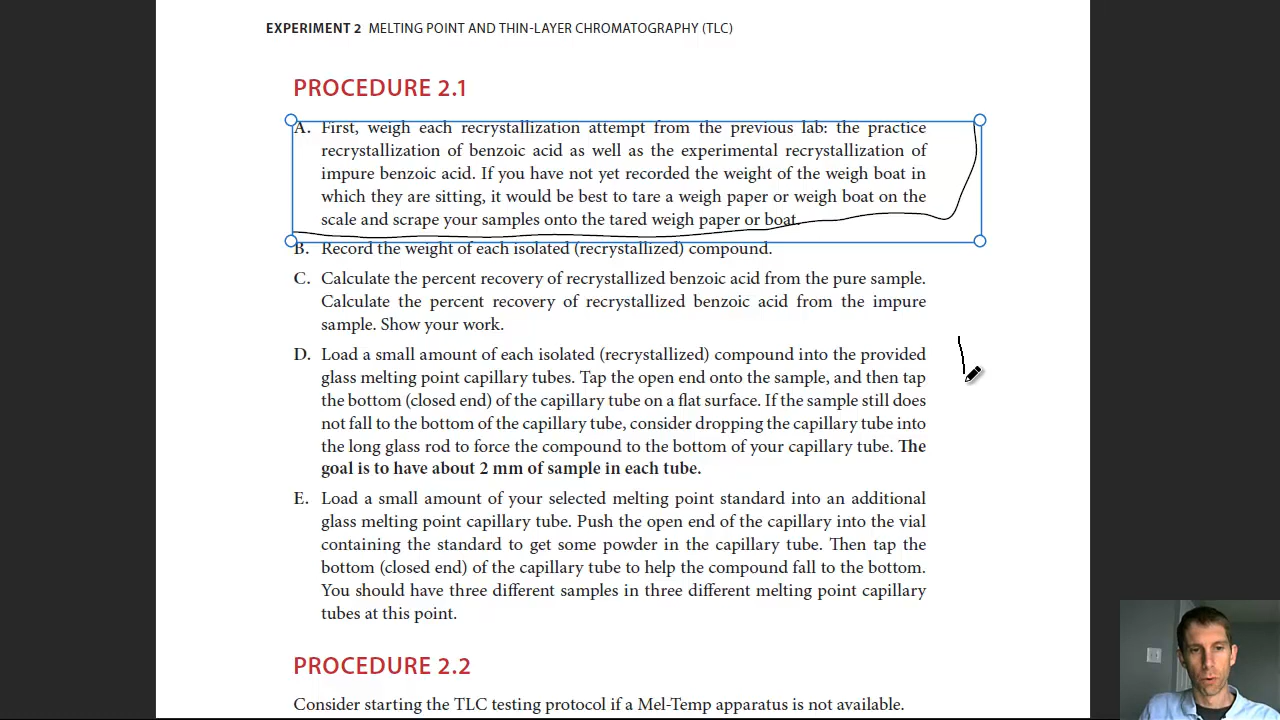 EXPERIMENT 2 MELTING POINT AND THIN-LAYER CHROMATOGRAPHY (TLC)
PROCEDURE 2.1
A. First, weigh each recrystallization attempt from the previous lab: the practice
recrystallization of benzoic acid as well as the experimental recrystallization of
impure benzoic acid. If you have not yet recorded the weight of the weigh boat in
which they are sitting, it would be best to tare a weigh paper or weigh boat on the
scale and scrape your samples onto the tared weigh paper or boat.
B. Record the weight of each isolated (recrystallized) compound.
C. Calculate the percent recovery of recrystallized benzoic acid from the pure sample.
Calculate the percent recovery of recrystallized benzoic acid from the impure
sample. Show your work.
D. Load a small amount of each isolated (recrystallized) compound into the provided
glass melting point capillary tubes. Tap the open end onto the sample, and then tap
the bottom (closed end) of the capillary tube on a flat surface. If the sample still does
not fall to the bottom of the capillary tube, consider dropping the capillary tube into
the long glass rod to force the compound to the bottom of your capillary tube. The
goal is to have about 2 mm of sample in each tube.
E. Load a small amount of your selected melting point standard into an additional
glass melting point capillary tube. Push the open end of the capillary into the vial
containing the standard to get some powder in the capillary tube. Then tap the
bottom (closed end) of the capillary tube to help the compound fall to the bottom.
You should have three different samples in three different melting point capillary
tubes at this point.
PROCEDURE 2.2
Consider starting the TLC testing protocol if a Mel-Temp apparatus is not available.